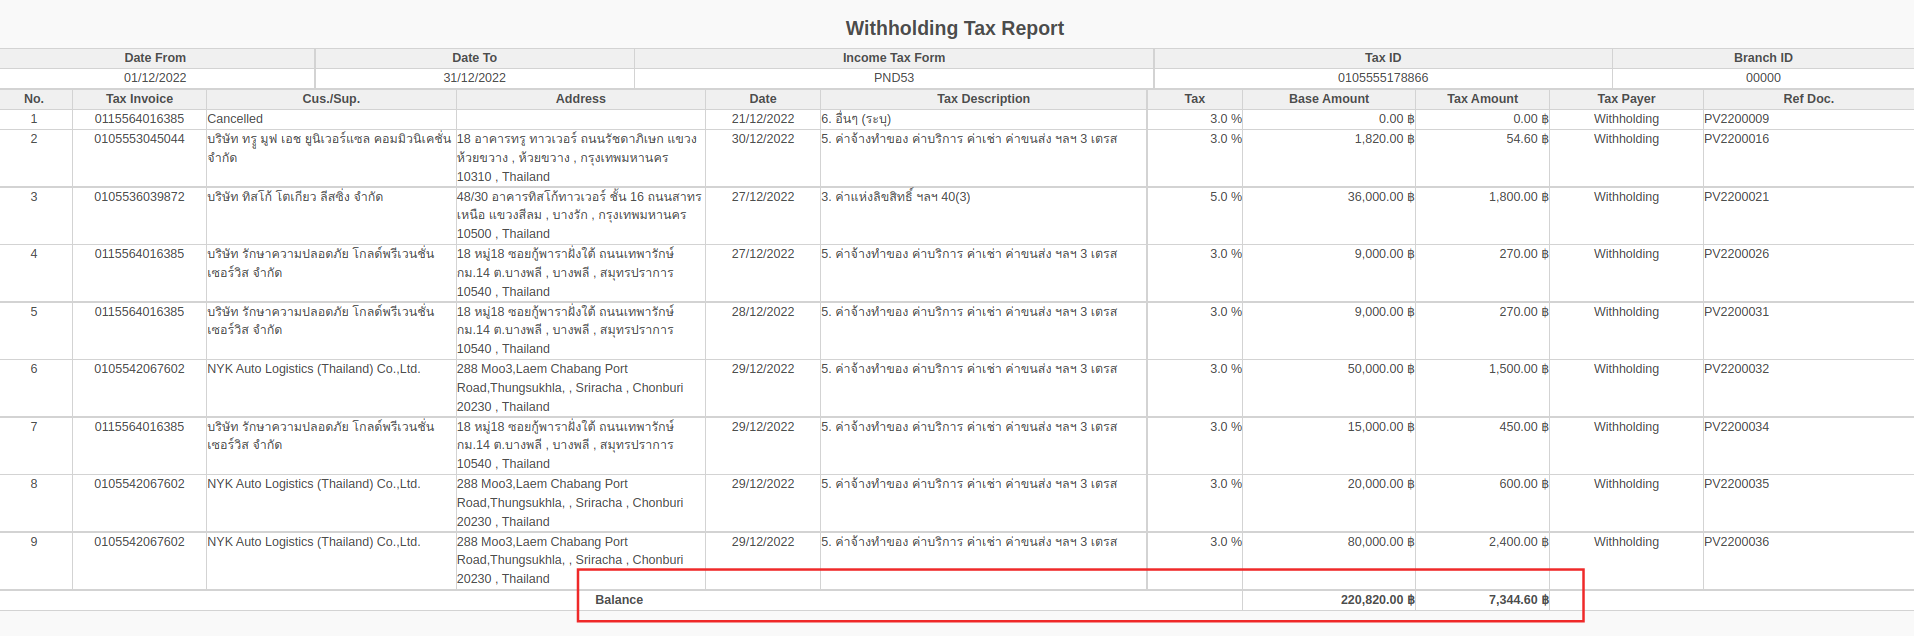 Withholding Tax Report
Date From Date To Income Tax Form Tax ID Branch ID
01/12/2022 31/12/2022 PND53 0105555178866 00000
No. Tax Invoice Cus./Sup. Address Date Tax Description Tax Base Amount Tax Amount Tax Payer Ref Doc.
1 0115564016385 Cancelled 21/12/2022 6. อื่นๆ (ระบุ) 3.0 % 0.00 ฿ 0.00 ฿ Withholding PV2200009
2 0105553045044 บริษัท ทรู มูฟ เอช ยูนิเวอร์แซล คอมมิวนิเคชั่น 18 อาคารทรู ทาวเวอร์ ถนนรัชดาภิเษก แขวง 30/12/2022 5. ค่าจ้างทำของ ค่าบริการ ค่าเช่า ค่าขนส่ง ฯลฯ 3 เตรส 3.0 % 1,820.00 ฿ 54.60 ฿ Withholding PV2200016
จำกัด ห้วยขวาง , ห้วยขวาง , กรุงเทพมหานคร
10310 , Thailand
3 0105536039872 บริษัท ทิสโก้ โตเกียว ลีสซิ่ง จำกัด 48/30 อาคารทิสโก้ทาวเวอร์ ชั้น 16 ถนนสาทร 27/12/2022 3. ค่าแห่งลิขสิทธิ์ ฯลฯ 40(3) 5.0 % 36,000.00 ฿ 1,800.00 ฿ Withholding PV2200021
เหนือ แขวงสีลม , บางรัก , กรุงเทพมหานคร
10500 , Thailand
4 0115564016385 บริษัท รักษาความปลอดภัย โกลด์พรีเวนชั่น 18 หมู่18 ซอยกู้พาราฝั่งใต้ ถนนเทพารักษ์ 27/12/2022 5. ค่าจ้างทำของ ค่าบริการ ค่าเช่า ค่าขนส่ง ฯลฯ 3 เตรส 3.0 % 9,000.00 ฿ 270.00 ฿ Withholding PV2200026
เซอร์วิส จำกัด กม.14 ต.บางพลี , บางพลี , สมุทรปราการ
10540 , Thailand
5 0115564016385 บริษัท รักษาความปลอดภัย โกลด์พรีเวนชั่น 18 หมู่18 ซอยกู้พาราฝั่งใต้ ถนนเทพารักษ์ 28/12/2022 5. ค่าจ้างทำของ ค่าบริการ ค่าเช่า ค่าขนส่ง ฯลฯ 3 เตรส 3.0 % 9,000.00 ฿ 270.00 ฿ Withholding PV2200031
เซอร์วิส จำกัด กม.14 ต.บางพลี , บางพลี , สมุทรปราการ
10540 , Thailand
6 0105542067602 NYK Auto Logistics (Thailand) Co.,Ltd. 288 Moo3,Laem Chabang Port 29/12/2022 5. ค่าจ้างทำของ ค่าบริการ ค่าเช่า ค่าขนส่ง ฯลฯ 3 เตรส 3.0 % 50,000.00 ฿ 1,500.00 ฿ Withholding PV2200032
Road,Thungsukhla, , Sriracha , Chonburi
20230 , Thailand
7 0115564016385 บริษัท รักษาความปลอดภัย โกลด์พรีเวนชั่น 18 หมู่18 ซอยกู้พาราฝั่งใต้ ถนนเทพารักษ์ 29/12/2022 5. ค่าจ้างทำของ ค่าบริการ ค่าเช่า ค่าขนส่ง ฯลฯ 3 เตรส 3.0 % 15,000.00 ฿ 450.00 ฿ Withholding PV2200034
เซอร์วิส จำกัด กม.14 ต.บางพลี , บางพลี , สมุทรปราการ
10540 , Thailand
8 0105542067602 NYK Auto Logistics (Thailand) Co.,Ltd. 288 Moo3,Laem Chabang Port 29/12/2022 5. ค่าจ้างทำของ ค่าบริการ ค่าเช่า ค่าขนส่ง ฯลฯ 3 เตรส 3.0 % 20,000.00 ฿ 600.00 ฿ Withholding PV2200035
Road,Thungsukhla, , Sriracha , Chonburi
20230 , Thailand
9 0105542067602 NYK Auto Logistics (Thailand) Co.,Ltd. 288 Moo3,Laem Chabang Port 29/12/2022 5. ค่าจ้างทำของ ค่าบริการ ค่าเช่า ค่าขนส่ง ฯลฯ 3 เตรส 3.0 % 80,000.00 ฿ 2,400.00 ฿ Withholding PV2200036
Road,Thungsukhla, , Sriracha , Chonburi
20230 , Thailand
Balance 220,820.00 ฿ 7,344.60 ฿